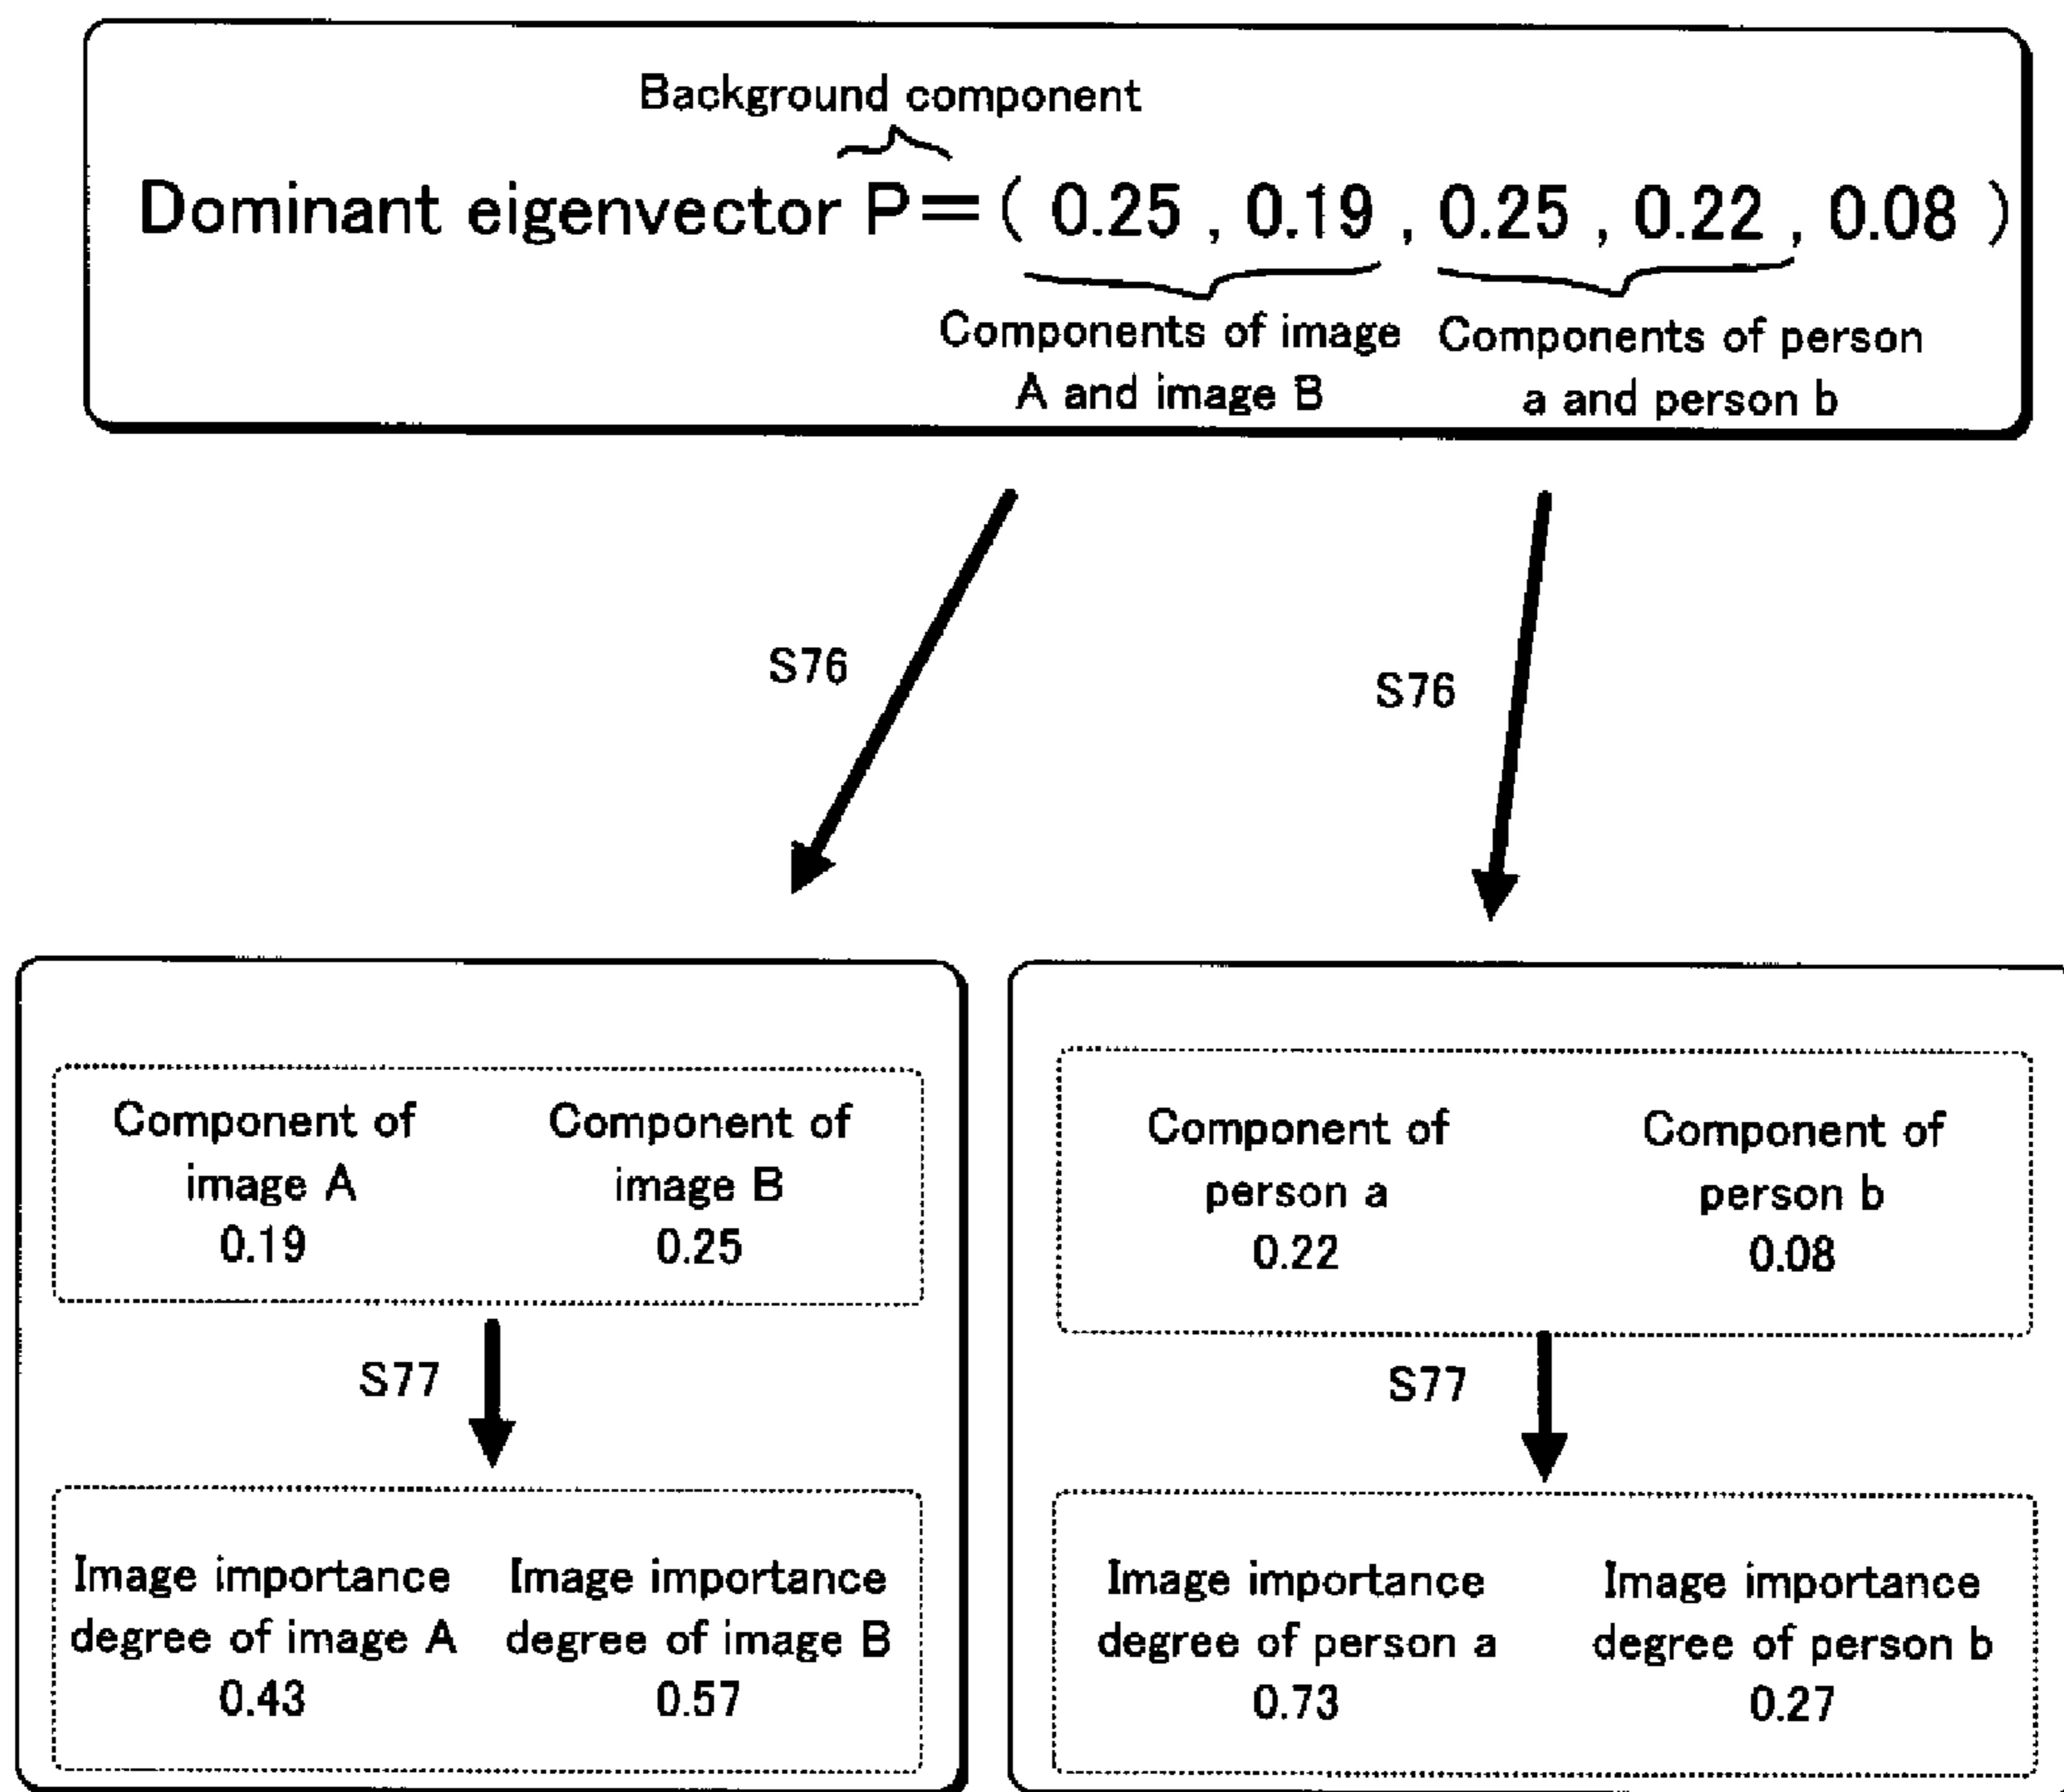 Background component
Dominant eigenvector P=( 0.25 , 0.19 , 0.25 , 0.22 , 0.08 )
Components of image
A and image B
Components of person
a and person b
S76
S76
Component of
image A
0.19
Component of
image B
0.25
Component of
person a
0.22
Component of
person b
0.08
S77
S77
Image importance
degree of image A
0.43
Image importance
degree of image B
0.57
Image importance
degree of person a
0.73
Image importance
degree of person b
0.27